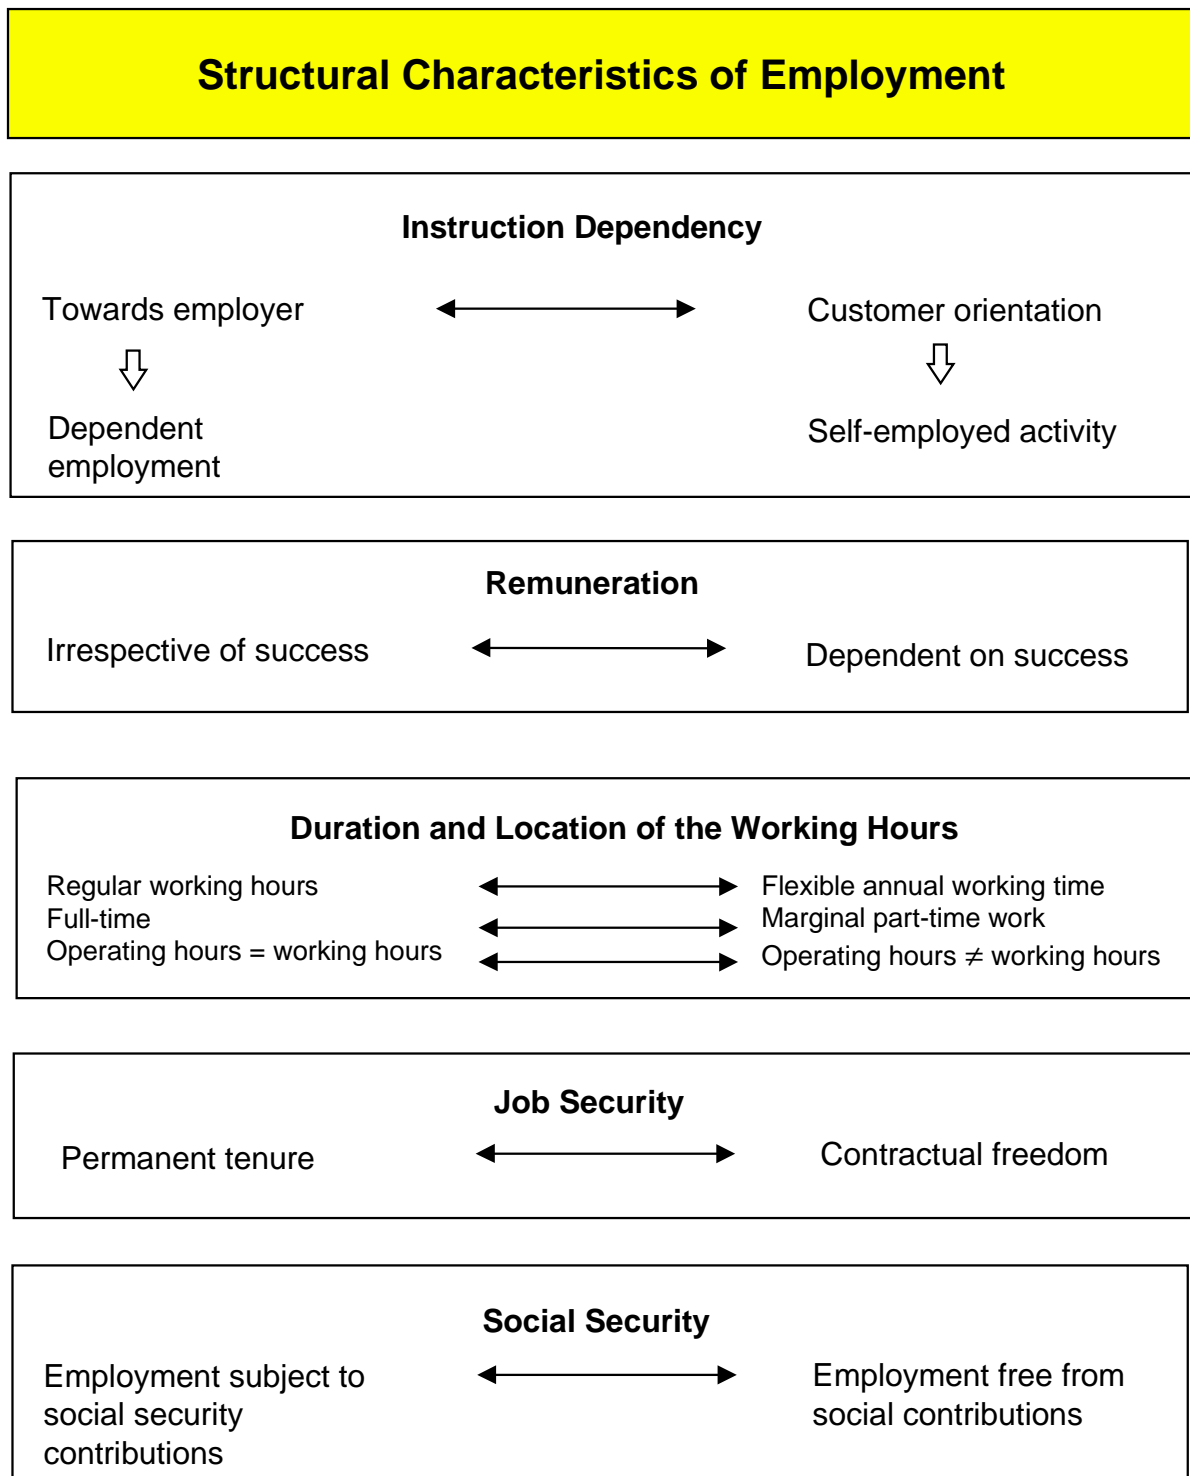 Structural Characteristics of Employment
Instruction Dependency
Towards employer
Customer orientation
Dependent
employment
Self-employed activity
Remuneration
Irrespective of success
Dependent on success
Duration and Location of the Working Hours
Regular working hours
Flexible annual working time
Full-time
Marginal part-time work
Operating hours = working hours
Operating hours ≠ working hours
Job Security
Permanent tenure
Contractual freedom
Social Security
Employment subject to
social security
contributions
Employment free from
social contributions